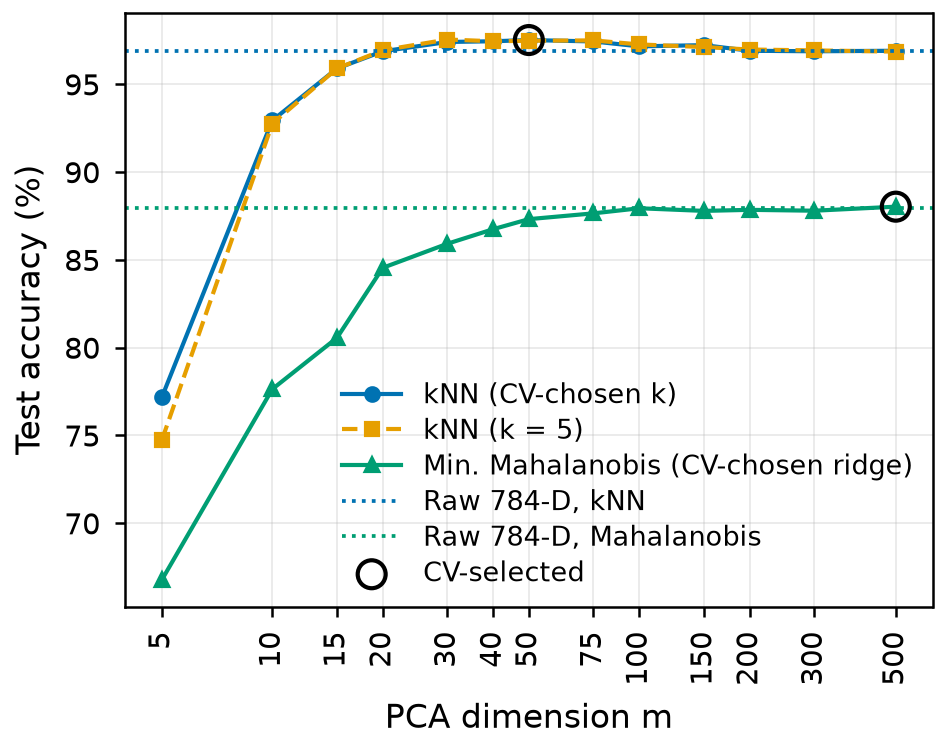 Test accuracy (%)
95
90
85
80
75
70
kNN (CV-chosen k)
kNN (k = 5)
Min. Mahalanobis (CV-chosen ridge)
Raw 784-D, kNN
Raw 784-D, Mahalanobis
CV-selected
5
10
15
20
30
40
50
75
100
150
200
300
500
PCA dimension m